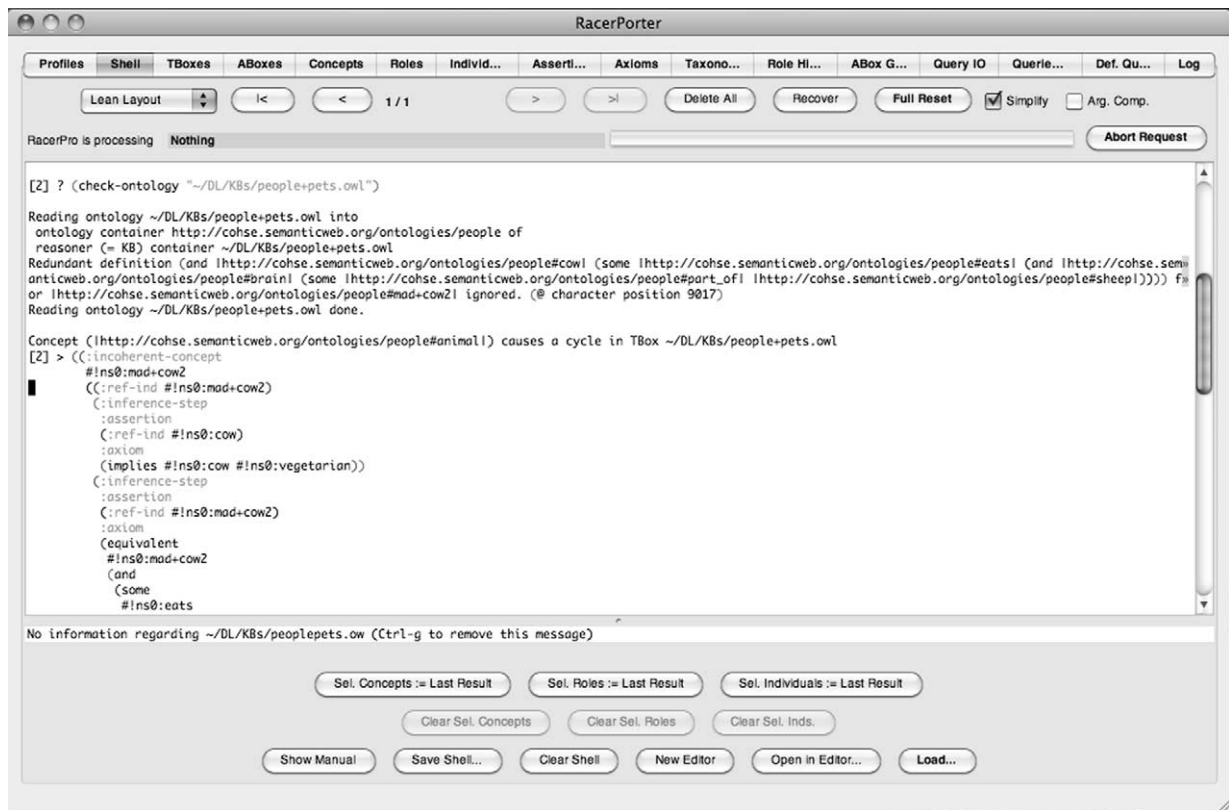 RacerPorter
Profiles Shell TBoxes ABoxes Concepts Roles Individ... Asserti... Axioms Taxono... Role Hi... ABox G... Query IO Querie... Def. Qu... Log
Lean Layout |< < 1 / 1 > >| Delete All Recover Full Reset Simplify Arg. Comp.
RacerPro is processing Nothing Abort Request
[2] ? (check-ontology "~/DL/KBs/people+pets.owl")
Reading ontology ~/DL/KBs/people+pets.owl into
ontology container http://cohse.semanticweb.org/ontologies/people of
reasoner (= KB) container ~/DL/KBs/people+pets.owl
Redundant definition (and |http://cohse.semanticweb.org/ontologies/people#cow| (some |http://cohse.semanticweb.org/ontologies/people#eats| (and |http://cohse.sem»
anticweb.org/ontologies/people#brain| (some |http://cohse.semanticweb.org/ontologies/people#part_of| |http://cohse.semanticweb.org/ontologies/people#sheep|)))) f»
or |http://cohse.semanticweb.org/ontologies/people#mad+cow2| ignored. (@ character position 9017)
Reading ontology ~/DL/KBs/people+pets.owl done.
Concept (|http://cohse.semanticweb.org/ontologies/people#animal|) causes a cycle in TBox ~/DL/KBs/people+pets.owl
[2] > ((:incoherent-concept
#!ns0:mad+cow2
((:ref-ind #!ns0:mad+cow2)
(:inference-step
:assertion
(:ref-ind #!ns0:cow)
:axiom
(implies #!ns0:cow #!ns0:vegetarian))
(:inference-step
:assertion
(:ref-ind #!ns0:mad+cow2)
:axiom
(equivalent
#!ns0:mad+cow2
(and
(some
#!ns0:eats
No information regarding ~/DL/KBs/peoplepets.ow (Ctrl-g to remove this message)
Sel. Concepts := Last Result Sel. Roles := Last Result Sel. Individuals := Last Result
Clear Sel. Concepts Clear Sel. Roles Clear Sel. Inds.
Show Manual Save Shell... Clear Shell New Editor Open in Editor... Load...